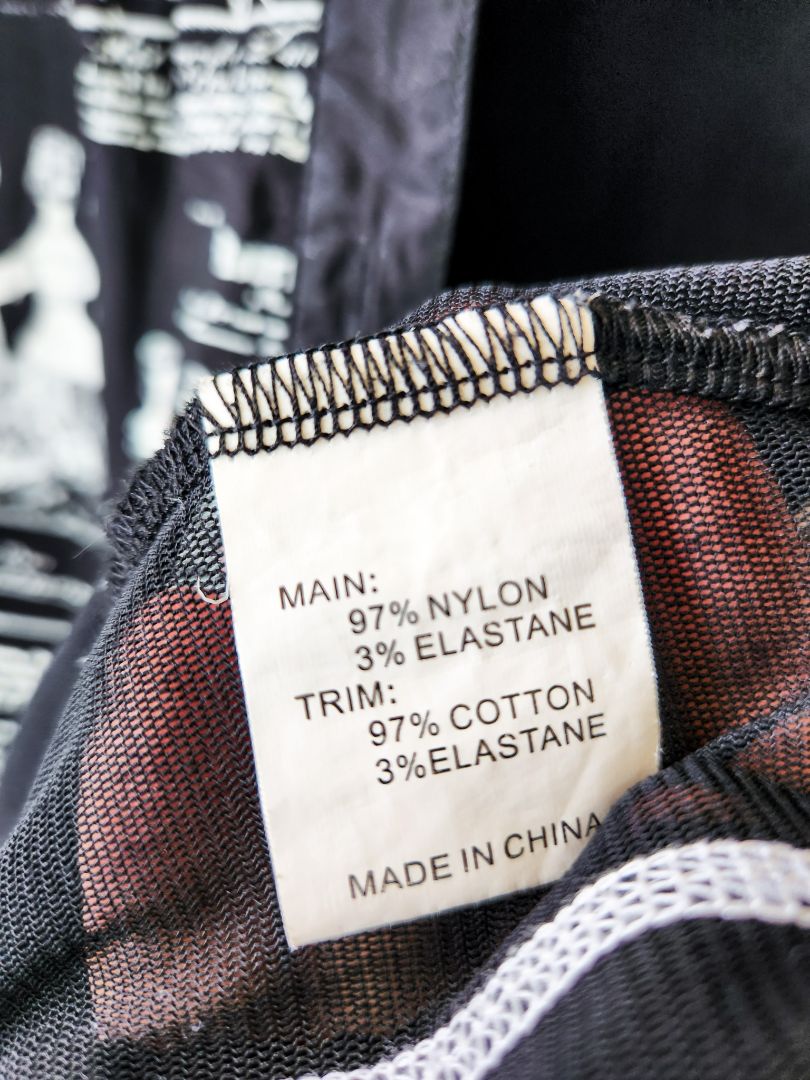 MAIN:
97% NYLON
3% ELASTANE
TRIM:
97% COTTON
3%ELASTANE
MADE IN CHINA